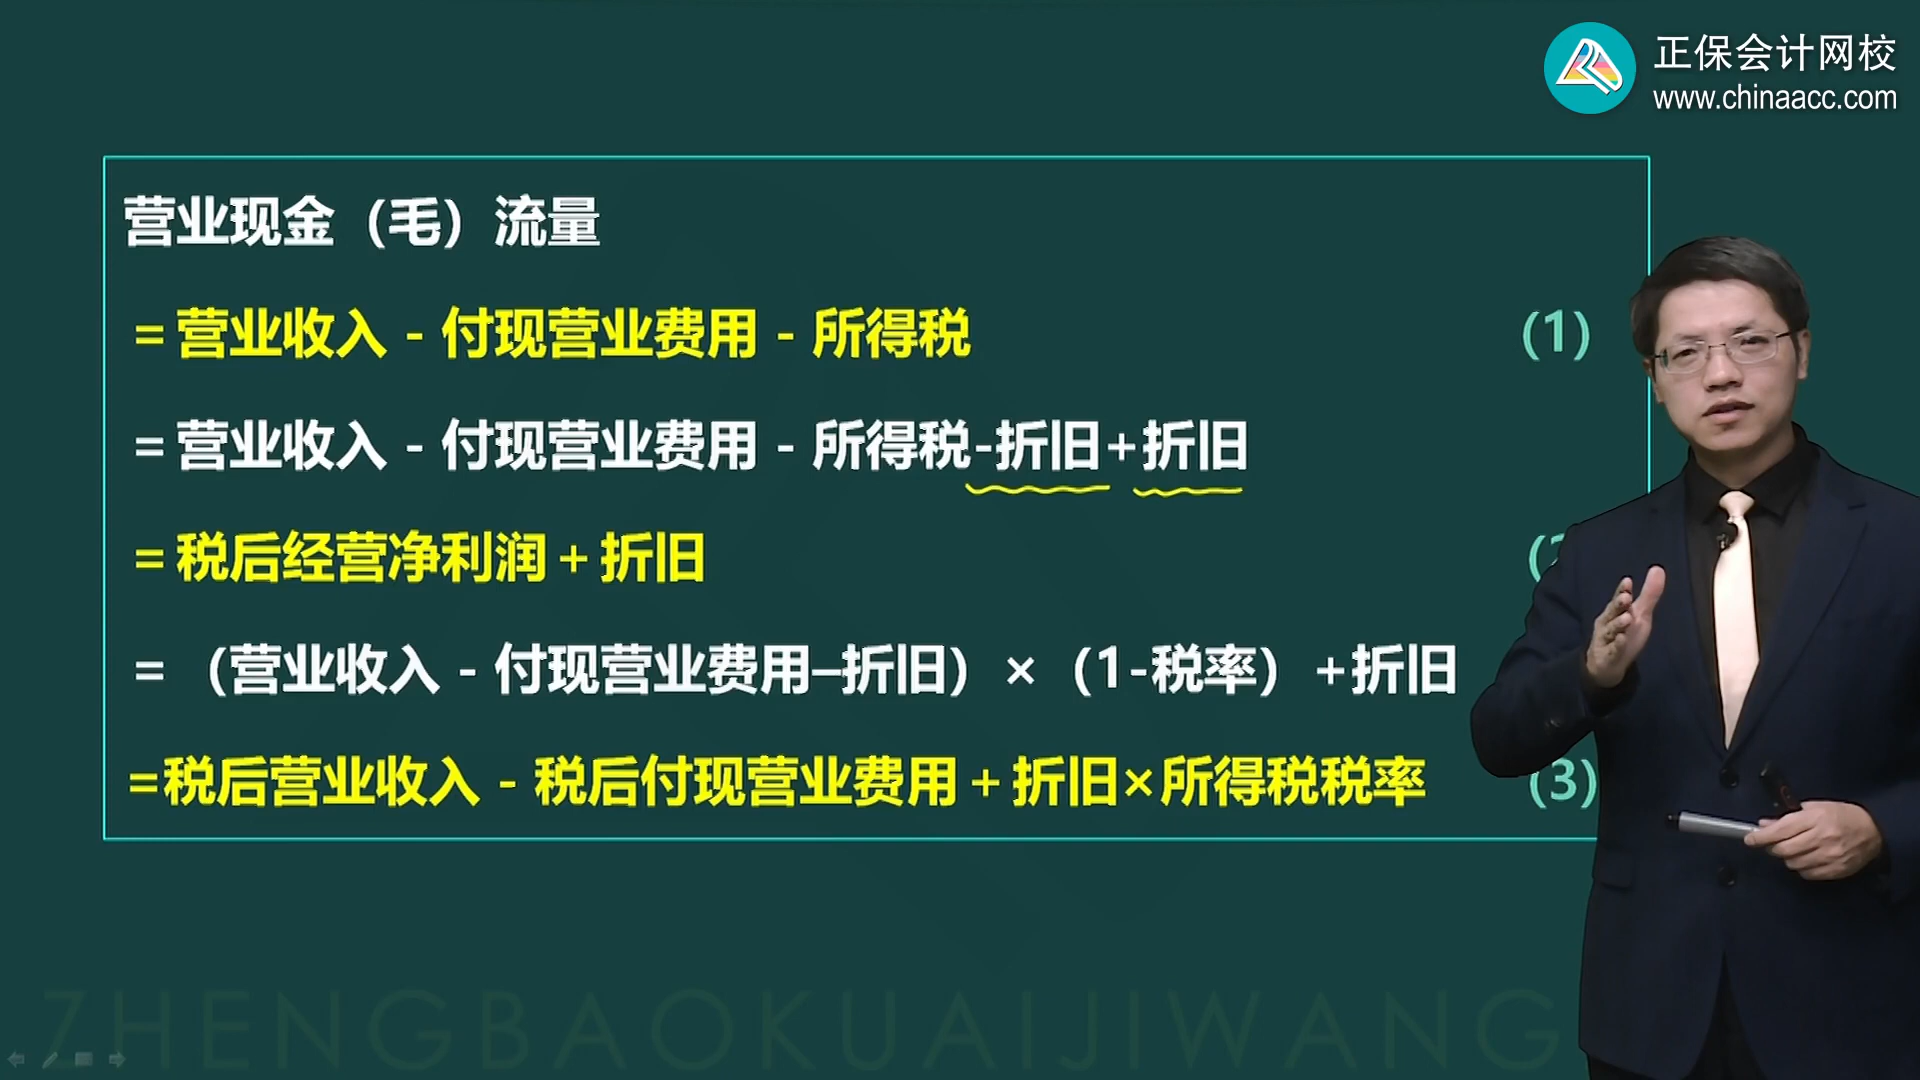 正保会计网校
www.chinaacc.com
营业现金（毛）流量
=营业收入-付现营业费用-所得税 (1)
=营业收入-付现营业费用-所得税-折旧+折旧
=税后经营净利润+折旧
=（营业收入-付现营业费用–折旧）×（1-税率）+折旧
=税后营业收入-税后付现营业费用+折旧×所得税税率 (3)
ZHENGBAOKUAIJIWANG